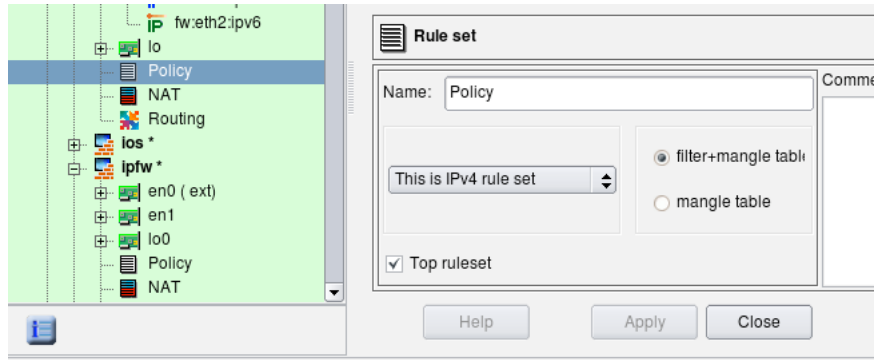 fw:eth2:ipv6
lo
Policy
NAT
Routing
ios *
ipfw *
en0 ( ext)
en1
lo0
Policy
NAT
Rule set
Name: Policy
Comme
This is IPv4 rule set
filter+mangle table
mangle table
Top ruleset
Help
Apply
Close